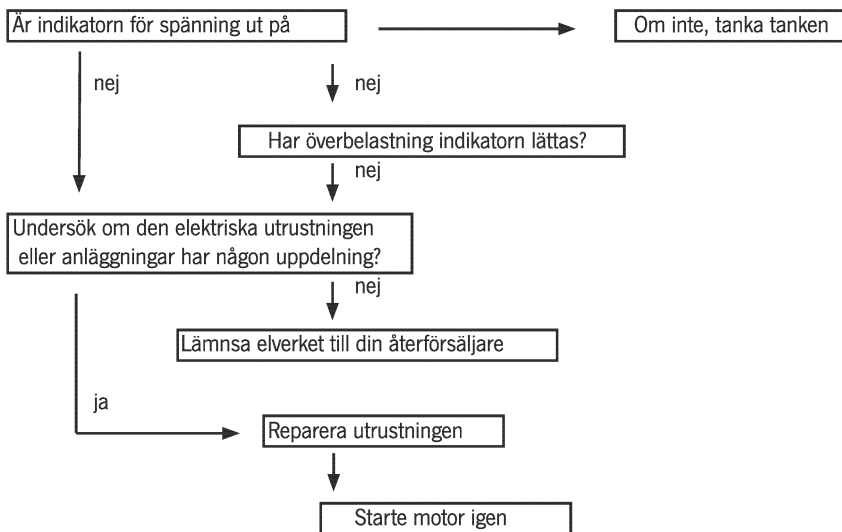 Är indikatorn för spänning ut på
Om inte, tanka tanken
nej
nej
Har överbelastning indikatorn lättas?
nej
Undersök om den elektriska utrustningen
eller anläggningar har någon uppdelning?
nej
Lämnsa elverket till din återförsäljare
ja
Reparera utrustningen
Starte motor igen